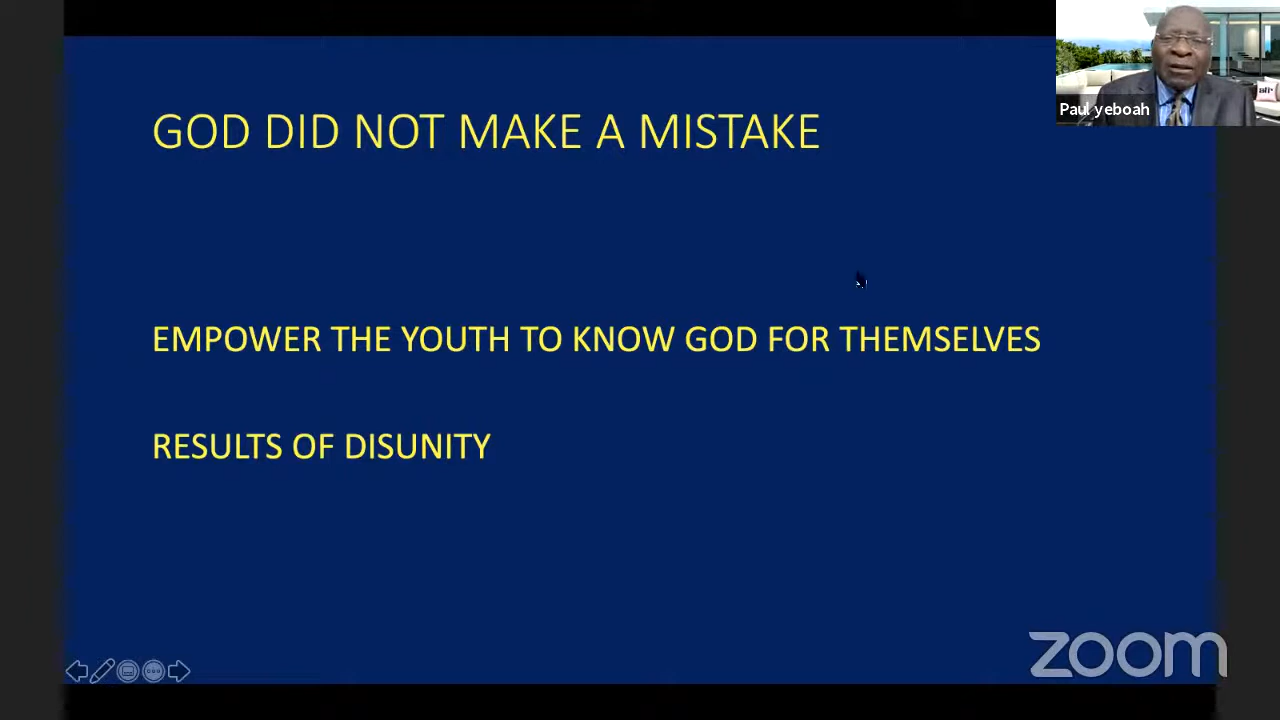 GOD DID NOT MAKE A MISTAKE
Paul yeboah
EMPOWER THE YOUTH TO KNOW GOD FOR THEMSELVES
RESULTS OF DISUNITY
zoom